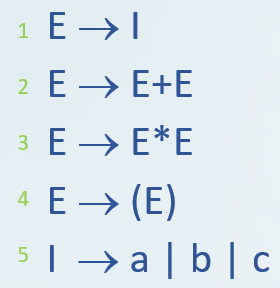 1 E → I
2 E → E+E
3 E → E*E
4 E → (E)
5 I → a | b | c